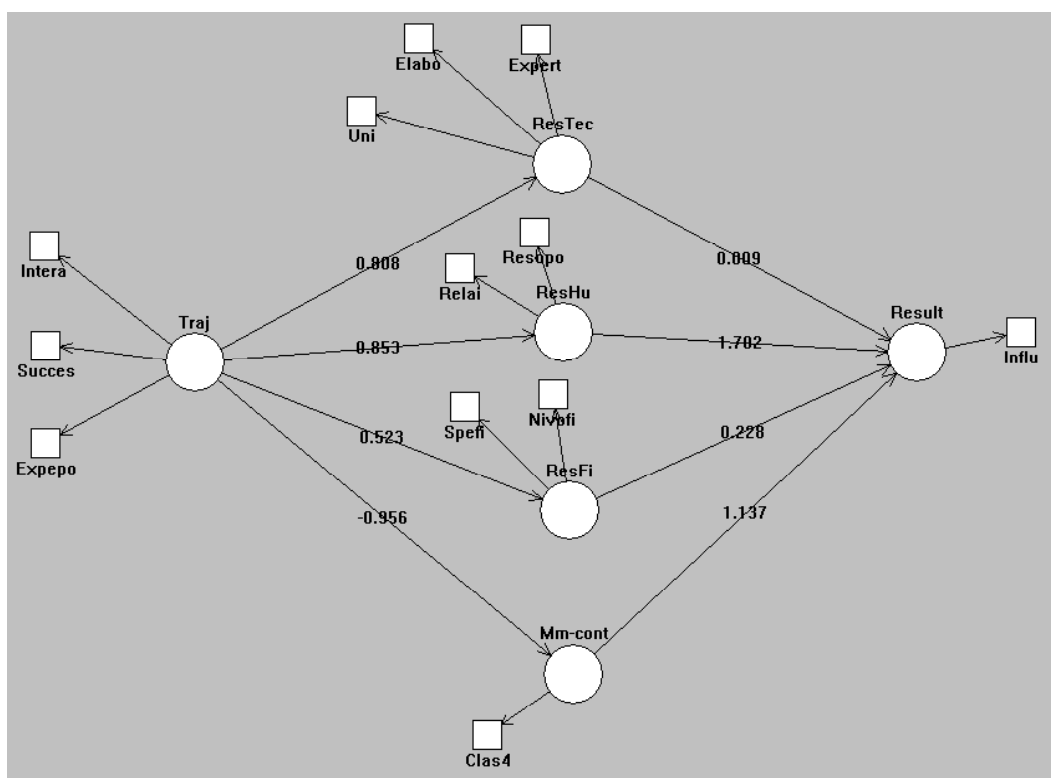 Elabo
Expert
Uni
ResTec
Intera
Resopo
0.808
0.009
Relai
ResHu
Traj
Result
Succes
0.853
1.702
Influ
Spefi
Nivofi
0.523
Expepo
ResFi
0.228
-0.956
1.137
Mm-cont
Clas4